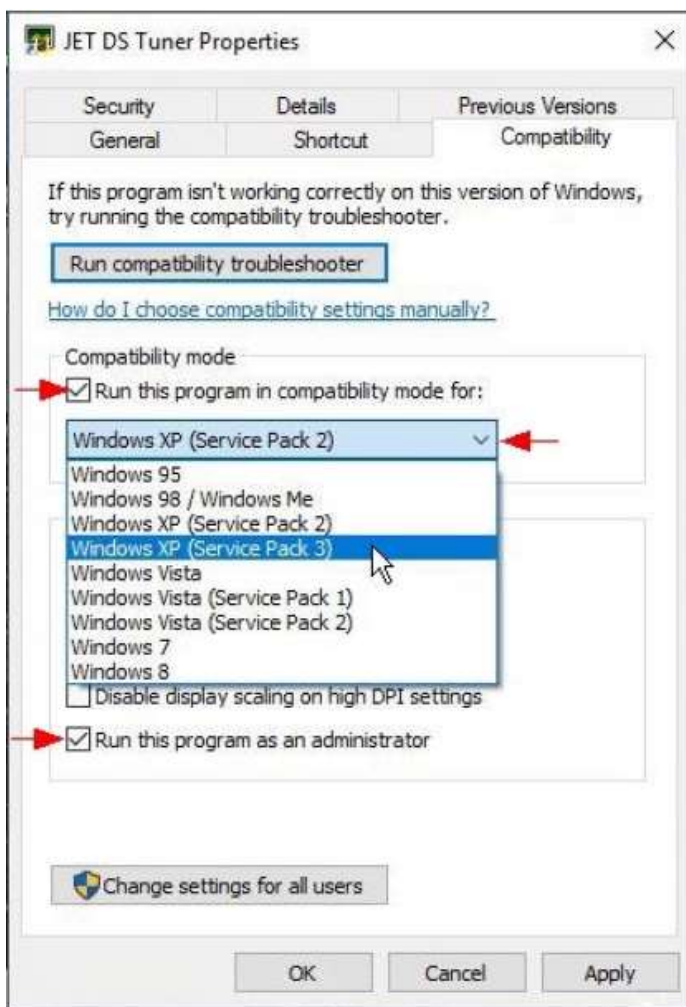 JET DS Tuner Properties
Security Details Previous Versions
General Shortcut Compatibility
If this program isn't working correctly on this version of Windows,
try running the compatibility troubleshooter.
Run compatibility troubleshooter
How do I choose compatibility settings manually?
Compatibility mode
Run this program in compatibility mode for:
Windows XP (Service Pack 2)
Windows 95
Windows 98 / Windows Me
Windows XP (Service Pack 2)
Windows XP (Service Pack 3)
Windows Vista
Windows Vista (Service Pack 1)
Windows Vista (Service Pack 2)
Windows 7
Windows 8
Disable display scaling on high DPI settings
Run this program as an administrator
Change settings for all users
OK Cancel Apply